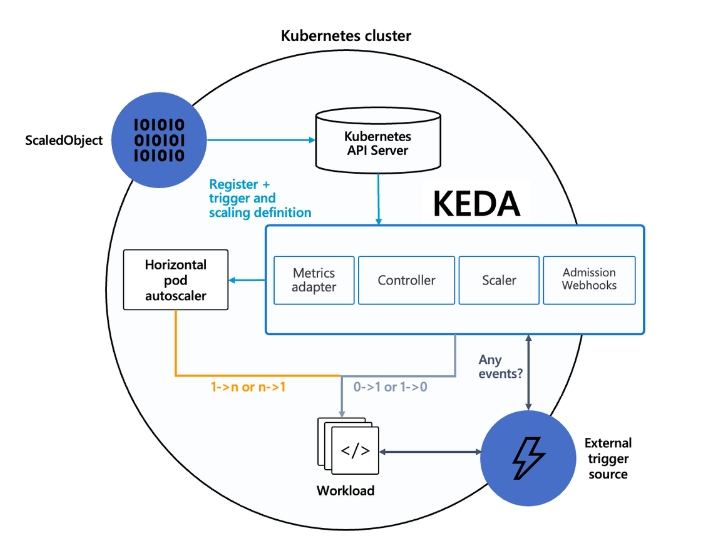 Kubernetes cluster
ScaledObject
101010
010101
101010
Kubernetes
API Server
Register +
trigger and
scaling definition
KEDA
Horizontal
pod
autoscaler
Metrics
adapter
Controller
Scaler
Admission
Webhooks
1->n or n->1
0->1 or 1->0
Any
events?
</>
Workload
External
trigger
source